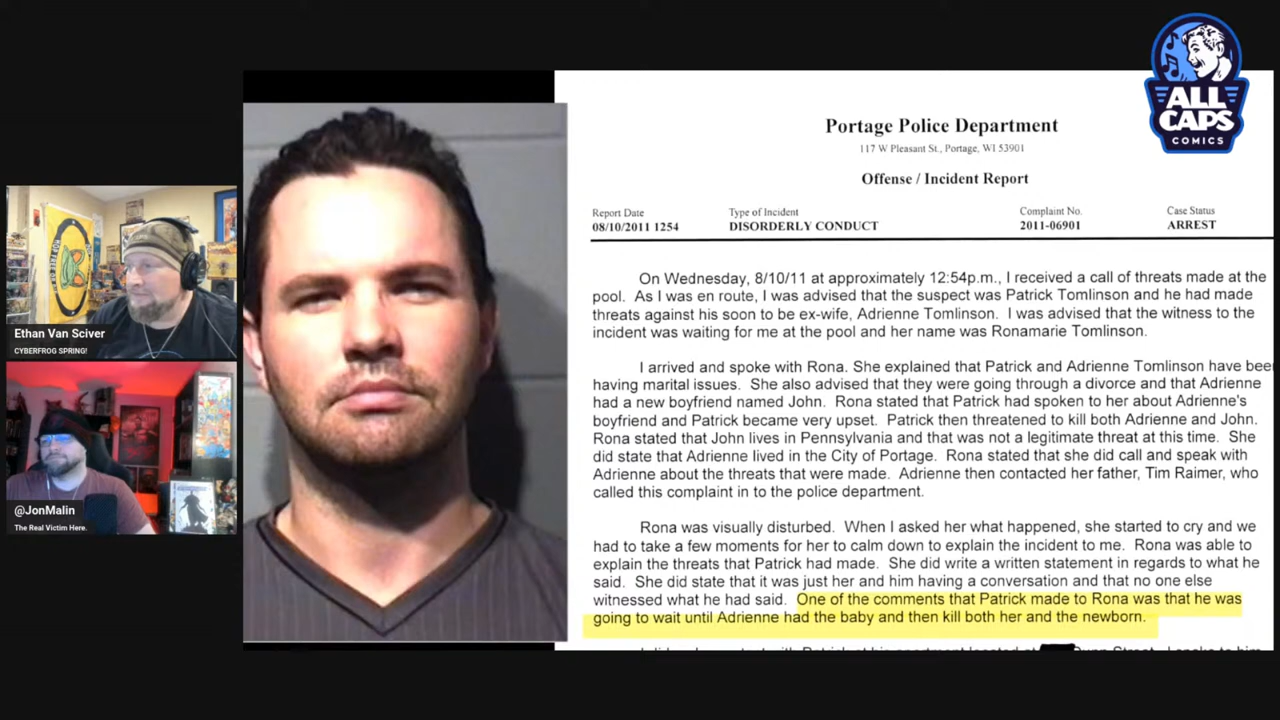 ALL
CAPS
COMICS
Portage Police Department
117 W Pleasant St., Portage, WI 53901
Offense / Incident Report
Report Date
Type of Incident
Complaint No.
Case Status
08/10/2011 1254
DISORDERLY CONDUCT
2011-06901
ARREST
On Wednesday, 8/10/11 at approximately 12:54p.m., I received a call of threats made at the
pool. As I was en route, I was advised that the suspect was Patrick Tomlinson and he had made
threats against his soon to be ex-wife, Adrienne Tomlinson. I was advised that the witness to the
incident was waiting for me at the pool and her name was Ronamarie Tomlinson.
I arrived and spoke with Rona. She explained that Patrick and Adrienne Tomlinson have been
having marital issues. She also advised that they were going through a divorce and that Adrienne
had a new boyfriend named John. Rona stated that Patrick had spoken to her about Adrienne's
boyfriend and Patrick became very upset. Patrick then threatened to kill both Adrienne and John.
Rona stated that John lives in Pennsylvania and that was not a legitimate threat at this time. She
did state that Adrienne lived in the City of Portage. Rona stated that she did call and speak with
Adrienne about the threats that were made. Adrienne then contacted her father, Tim Raimer, who
called this complaint in to the police department.
Rona was visually disturbed. When I asked her what happened, she started to cry and we
had to take a few moments for her to calm down to explain the incident to me. Rona was able to
explain the threats that Patrick had made. She did write a written statement in regards to what he
said. She did state that it was just her and him having a conversation and that no one else
witnessed what he had said. One of the comments that Patrick made to Rona was that he was
going to wait until Adrienne had the baby and then kill both her and the newborn.
Ethan Van Sciver
CYBERFROG SPRING!
@JonMalin
The Real Victim Here.